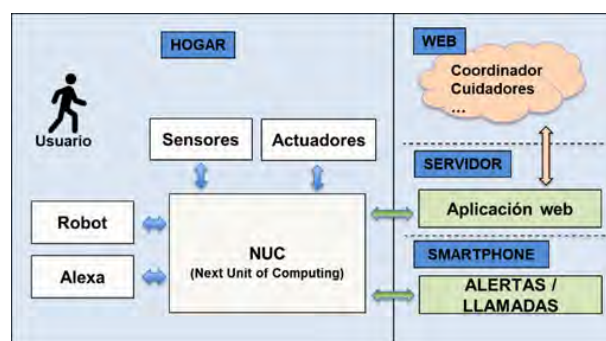 HOGAR
Usuario
Sensores
Actuadores
Robot
Alexa
NUC
(Next Unit of Computing)
WEB
Coordinador
Cuidadores
...
SERVIDOR
Aplicación web
SMARTPHONE
ALERTAS /
LLAMADAS